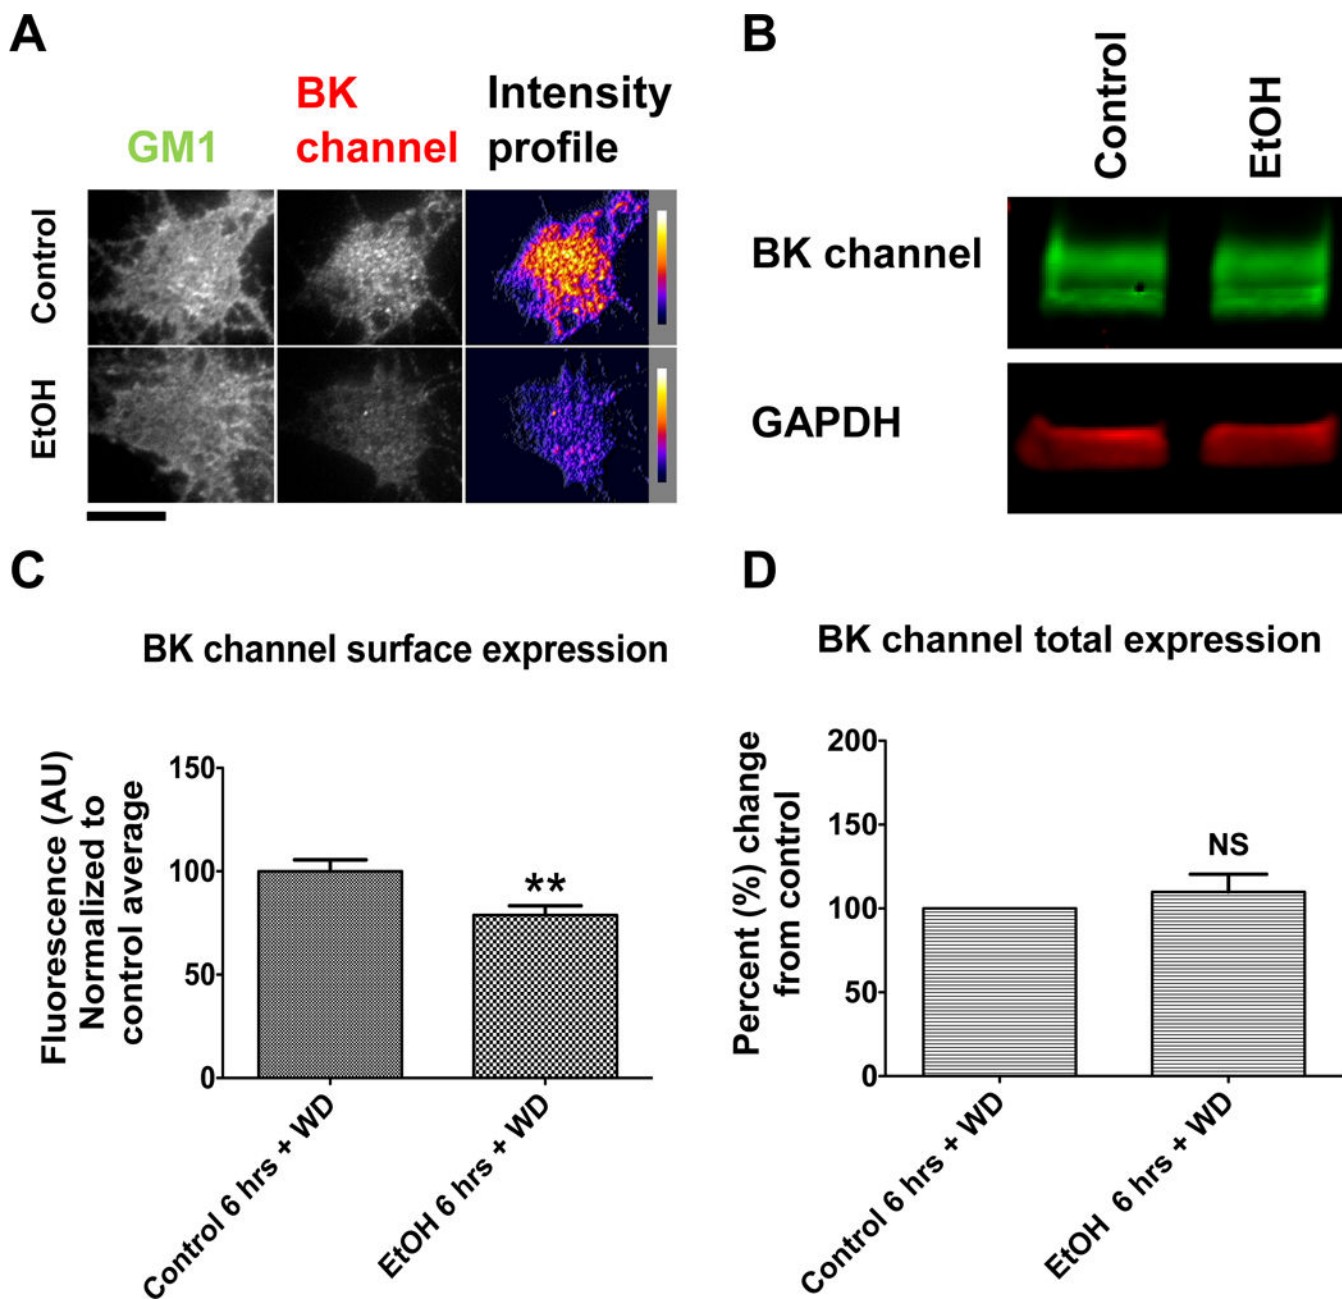 A
GM1
BK
channel
Intensity
profile
Control
EtOH
B
Control
EtOH
BK channel
GAPDH
C
BK channel surface expression
Fluorescence (AU)
Normalized to
control average
150
100
50
0
**
Control 6 hrs + WD
EtOH 6 hrs + WD
D
BK channel total expression
Percent (%) change
from control
200
150
100
50
0
NS
Control 6 hrs + WD
EtOH 6 hrs + WD